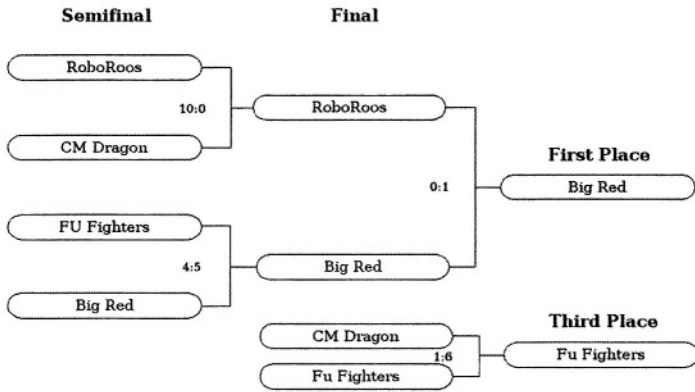 Semifinal Final
RoboRoos
10:0 RoboRoos
CM Dragon
First Place
0:1 Big Red
FU Fighters
4:5 Big Red
Big Red
Third Place
CM Dragon
1:6 Fu Fighters
Fu Fighters